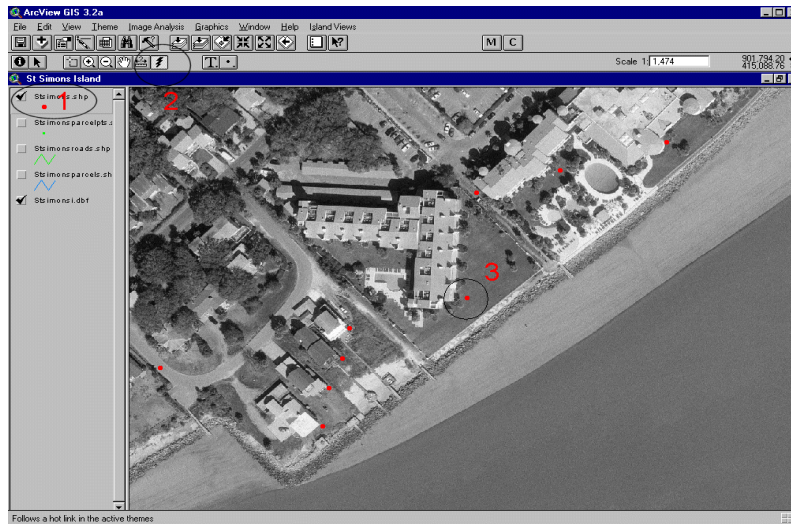 ArcView GIS 3.2a
File Edit View Theme Image Analysis Graphics Window Help Island Views
M C
T
Scale 1: 1,474
901,794.20
415,088.76
St Simons Island
Stsimons.shp
1
2
Stsimonsparcelpts.s
Stsimonsroads.shp
Stsimonsparcels.sh
Stsimonsi.dbf
3
Follows a hot link in the active themes